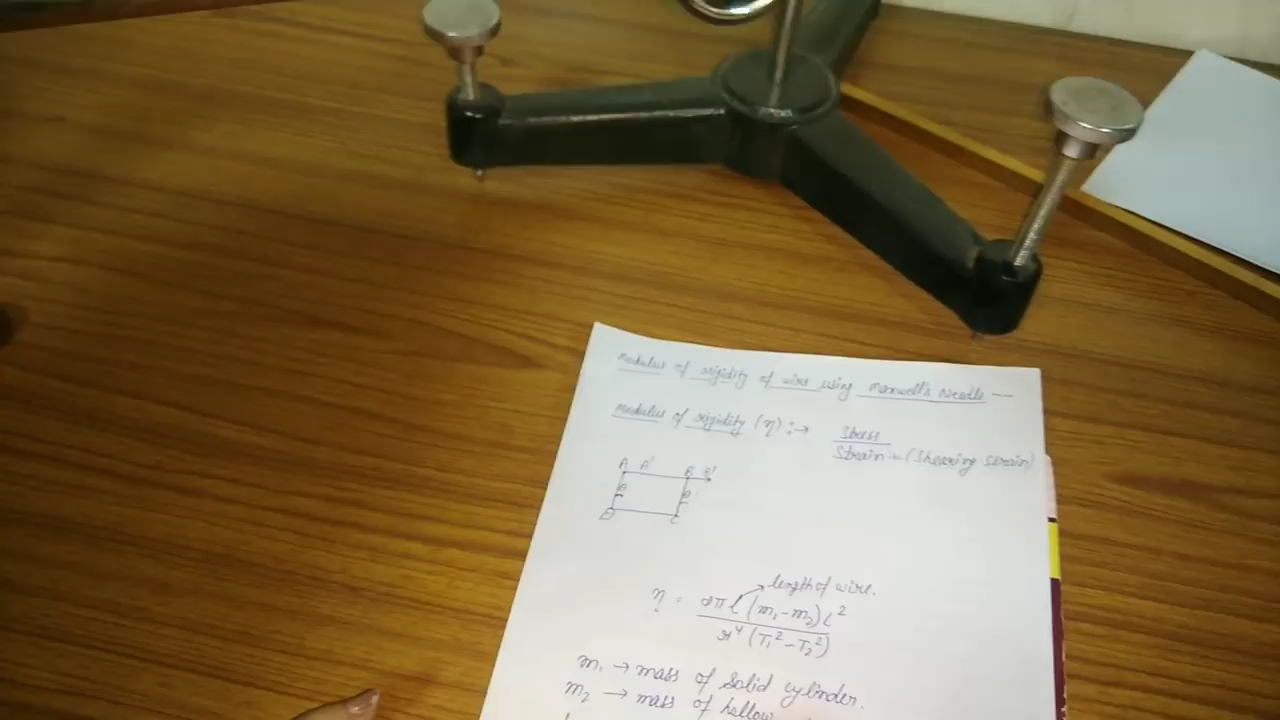 Modulus of rigidity of wire using Maxwell's Needle --
Modulus of rigidity (η) :→ Stress
Strain → (Shearing Strain)
A A' B B'
θ θ
D C
length of wire.
η = 2πl (m₁-m₂)L²
r⁴ (T₁²-T₂²)
m₁ → mass of solid cylinder.
m₂ → mass of hollow